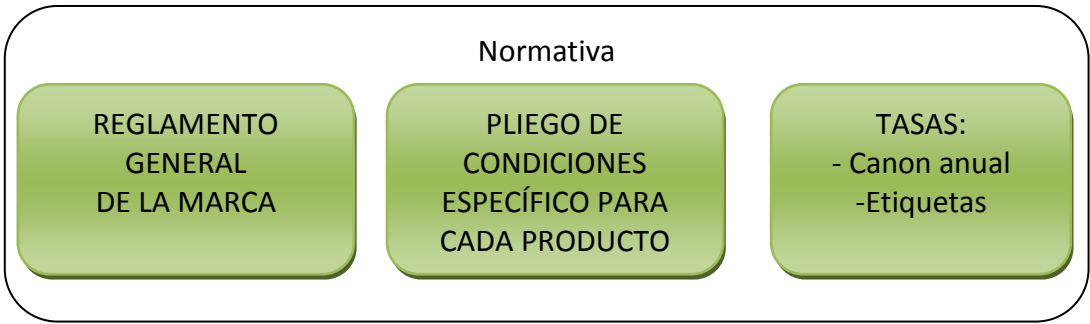 Normativa
REGLAMENTO
GENERAL
DE LA MARCA
PLIEGO DE
CONDICIONES
ESPECÍFICO PARA
CADA PRODUCTO
TASAS:
- Canon anual
-Etiquetas